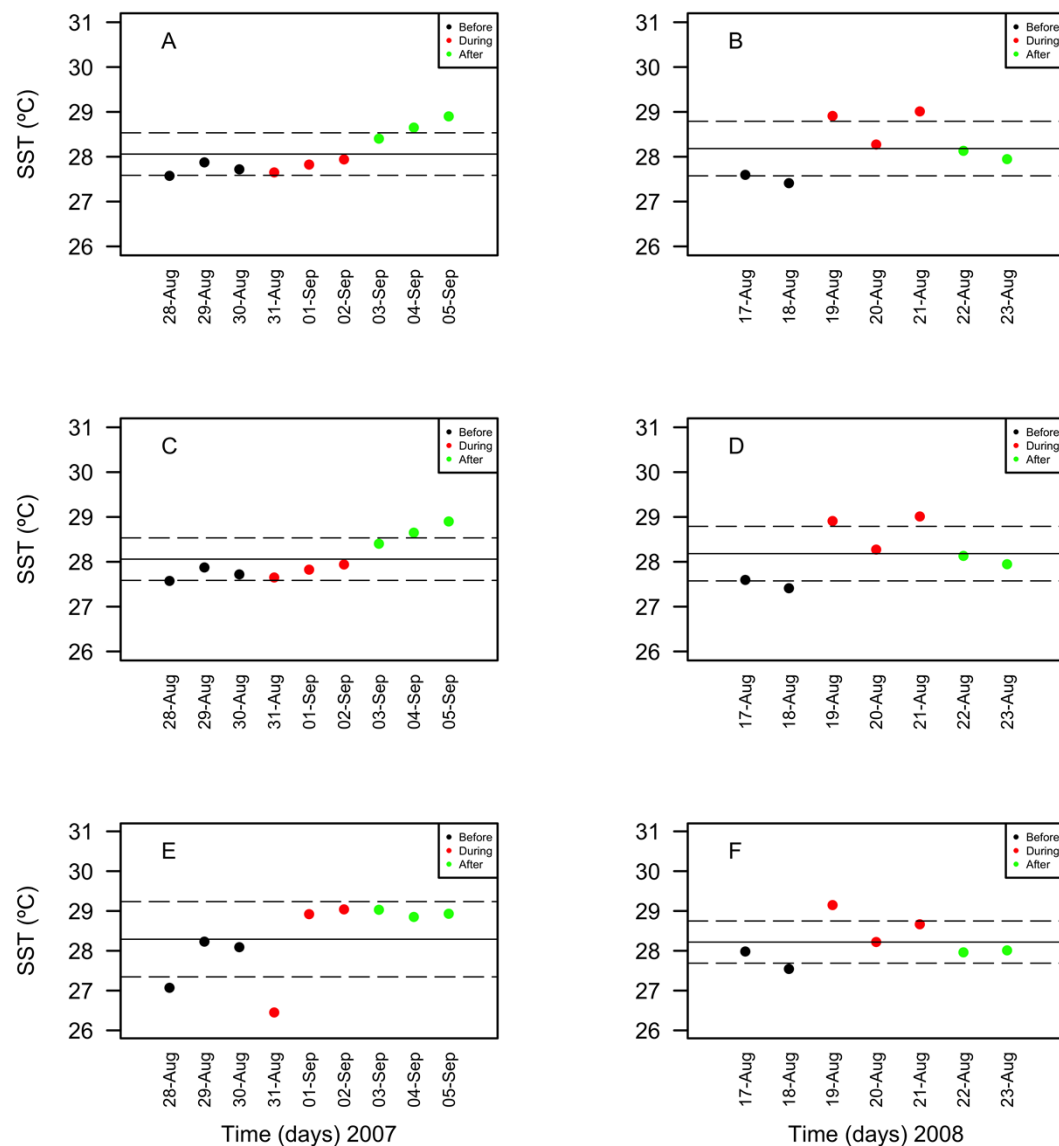 A
Before
During
After
SST (ºC)
31
30
29
28
27
26
28-Aug
29-Aug
30-Aug
31-Aug
01-Sep
02-Sep
03-Sep
04-Sep
05-Sep
B
Before
During
After
31
30
29
28
27
26
17-Aug
18-Aug
19-Aug
20-Aug
21-Aug
22-Aug
23-Aug
C
Before
During
After
SST (ºC)
31
30
29
28
27
26
28-Aug
29-Aug
30-Aug
31-Aug
01-Sep
02-Sep
03-Sep
04-Sep
05-Sep
D
Before
During
After
31
30
29
28
27
26
17-Aug
18-Aug
19-Aug
20-Aug
21-Aug
22-Aug
23-Aug
E
Before
During
After
SST (ºC)
31
30
29
28
27
26
28-Aug
29-Aug
30-Aug
31-Aug
01-Sep
02-Sep
03-Sep
04-Sep
05-Sep
Time (days) 2007
F
Before
During
After
31
30
29
28
27
26
17-Aug
18-Aug
19-Aug
20-Aug
21-Aug
22-Aug
23-Aug
Time (days) 2008